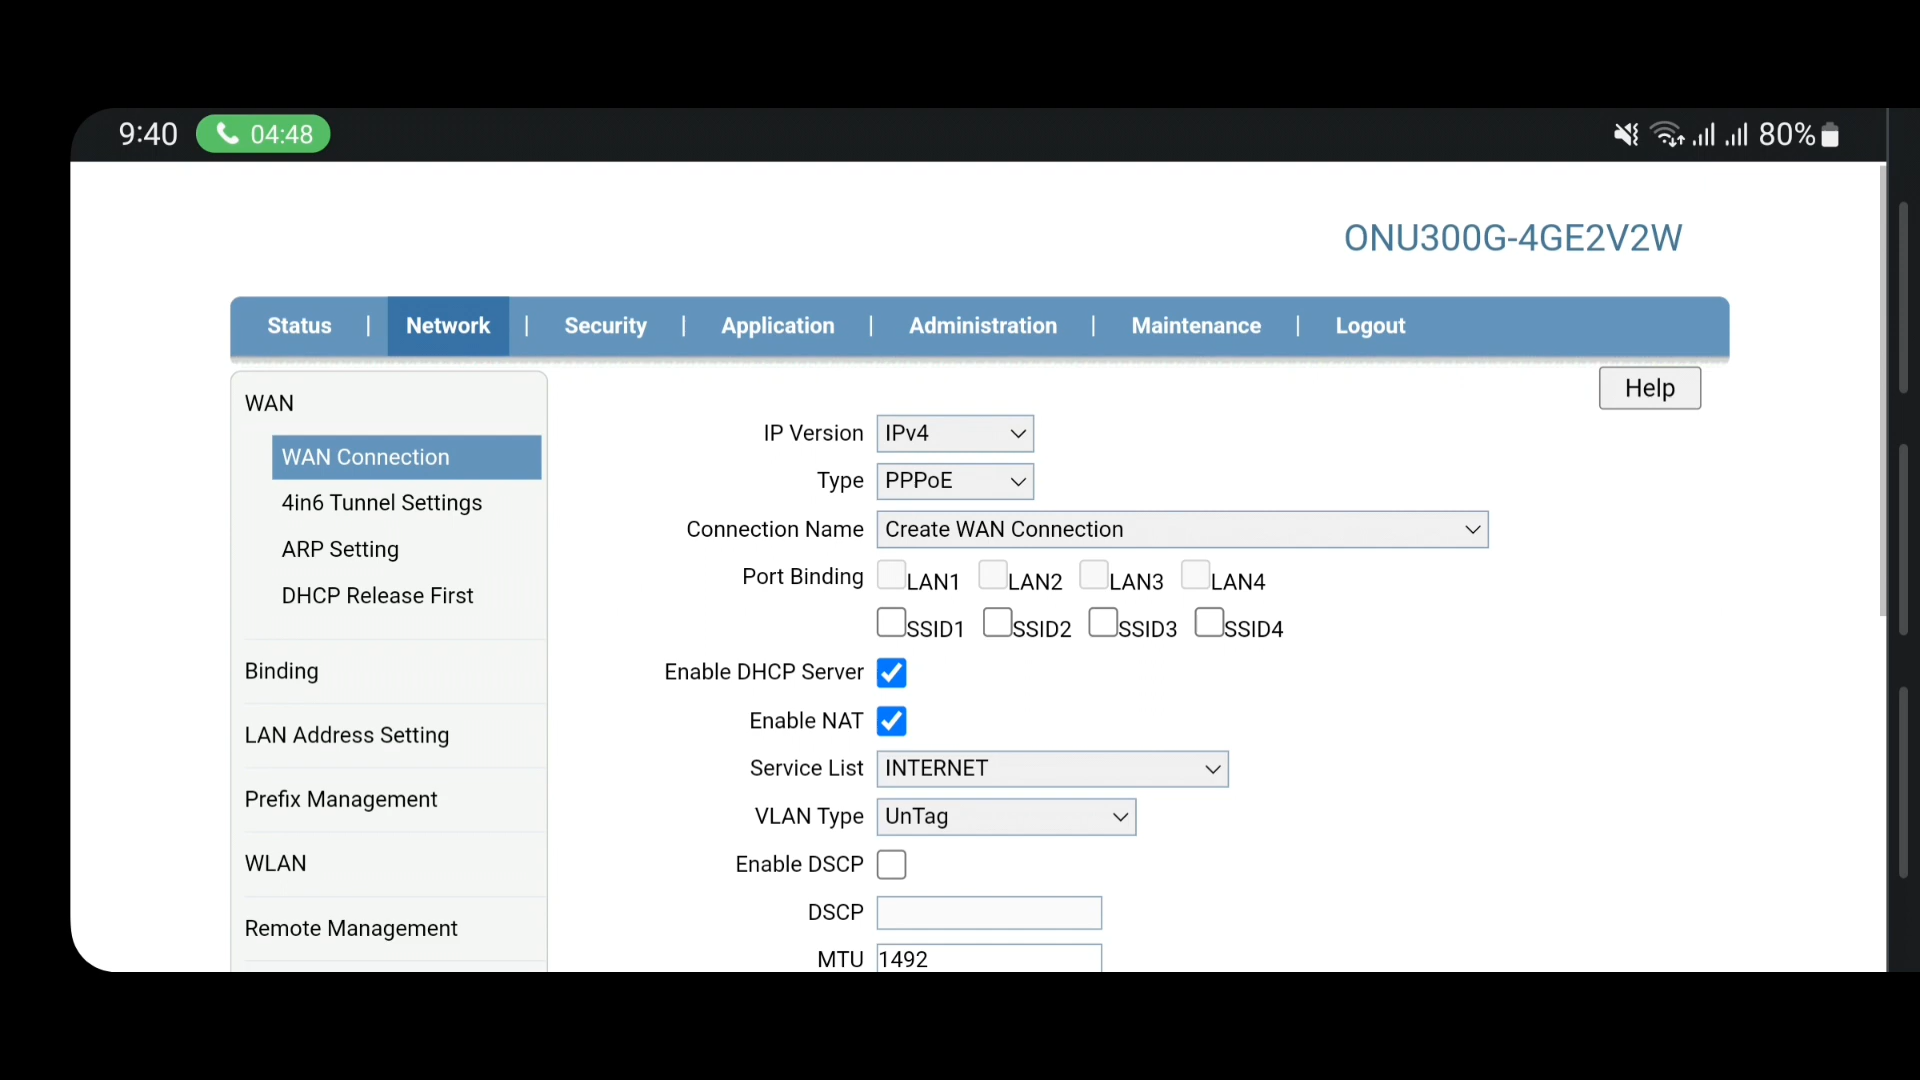 9:40 04:48 80%
ONU300G-4GE2V2W
Status | Network | Security | Application | Administration | Maintenance | Logout
Help
WAN
WAN Connection
4in6 Tunnel Settings
ARP Setting
DHCP Release First
Binding
LAN Address Setting
Prefix Management
WLAN
Remote Management
IP Version IPv4
Type PPPoE
Connection Name Create WAN Connection
Port Binding LAN1 LAN2 LAN3 LAN4
SSID1 SSID2 SSID3 SSID4
Enable DHCP Server
Enable NAT
Service List INTERNET
VLAN Type UnTag
Enable DSCP
DSCP
MTU 1492